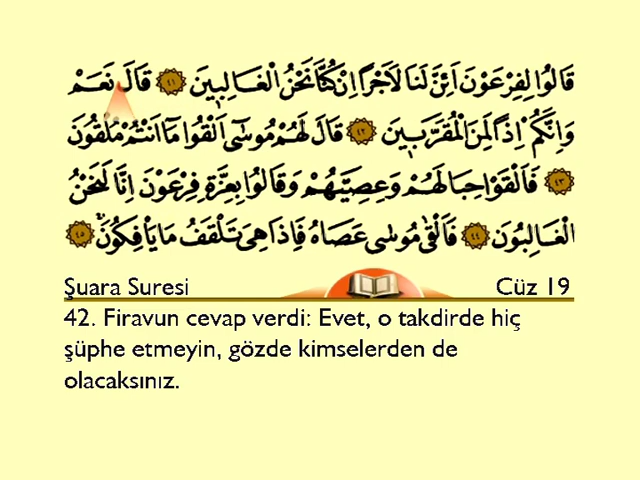 قَالُوا لِفِرْعَوْنَ اَئِنَّ لَنَا لَاَجْرًا اِنْ كُنَّا نَحْنُ الْغَالِب۪ينَ ﴿٤١﴾ قَالَ نَعَمْ
وَاِنَّكُمْ اِذًا لَمِنَ الْمُقَرَّب۪ينَ ﴿٤٢﴾ قَالَ لَهُمْ مُوسٰٓى اَلْقُوا مَٓا اَنْتُمْ مُلْقُونَ
﴿٤٣﴾ فَاَلْقَوْا حِبَالَهُمْ وَعِصِيَّهُمْ وَقَالُوا بِعِزَّةِ فِرْعَوْنَ اِنَّا لَنَحْنُ
الْغَالِبُونَ ﴿٤٤﴾ فَاَلْقٰى مُوسٰى عَصَاهُ فَاِذَا هِيَ تَلْقَفُ مَا يَأْفِكُونَۚ ﴿٤٥﴾
Şuara Suresi Cüz 19
42. Firavun cevap verdi: Evet, o takdirde hiç
şüphe etmeyin, gözde kimselerden de
olacaksınız.